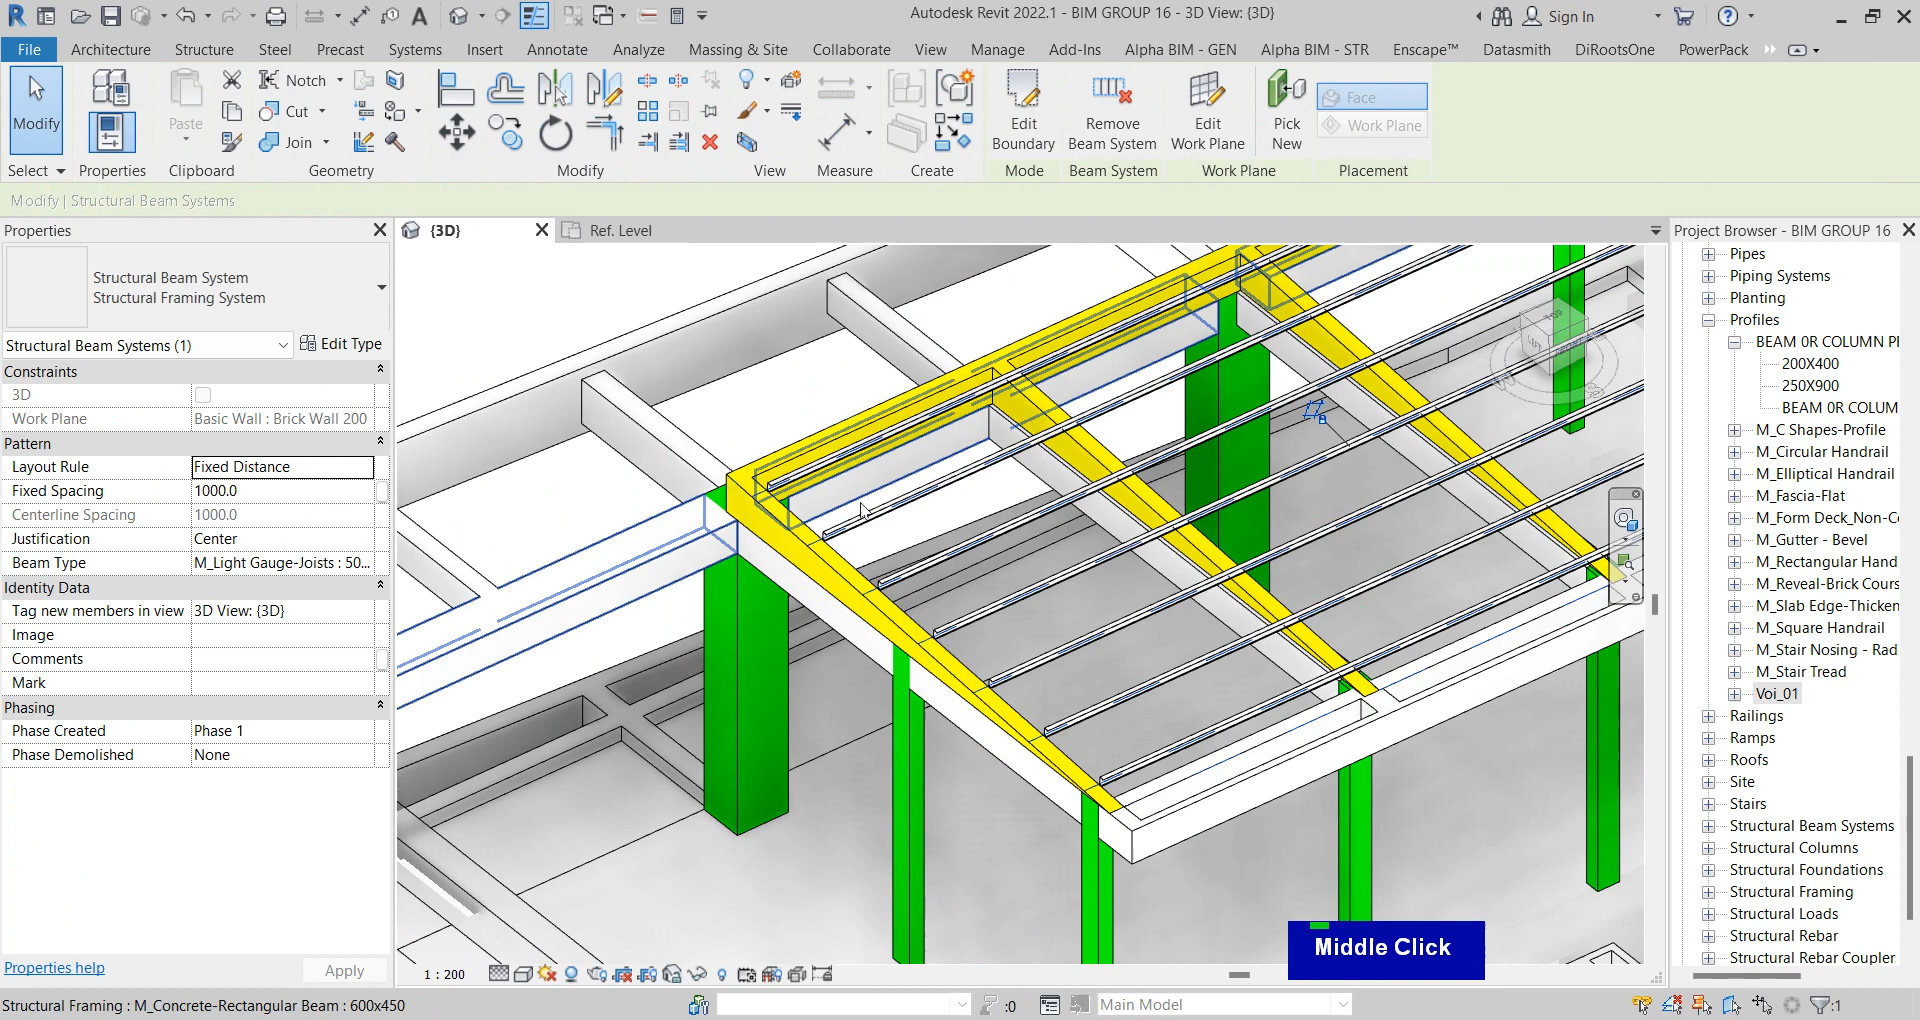 Autodesk Revit 2022.1 - BIM GROUP 16 - 3D View: {3D}
Sign In
File
Architecture
Structure
Steel
Precast
Systems
Insert
Annotate
Analyze
Massing & Site
Collaborate
View
Manage
Add-Ins
Alpha BIM - GEN
Alpha BIM - STR
Enscape™
Datasmith
DiRootsOne
PowerPack
Modify
Paste
Notch
Cut
Join
Edit
Boundary
Remove
Beam System
Edit
Work Plane
Pick
New
Face
Work Plane
Select
Properties
Clipboard
Geometry
Modify
View
Measure
Create
Mode
Beam System
Work Plane
Placement
Modify | Structural Beam Systems
Properties
Structural Beam System
Structural Framing System
Structural Beam Systems (1)
Edit Type
Constraints
3D
Work Plane
Basic Wall : Brick Wall 200
Pattern
Layout Rule
Fixed Distance
Fixed Spacing
1000.0
Centerline Spacing
1000.0
Justification
Center
Beam Type
M_Light Gauge-Joists : 50...
Identity Data
Tag new members in view
3D View: {3D}
Image
Comments
Mark
Phasing
Phase Created
Phase 1
Phase Demolished
None
Properties help
Apply
{3D}
Ref. Level
TOP
LEFT
FRONT
Middle Click
1 : 200
Project Browser - BIM GROUP 16
Pipes
Piping Systems
Planting
Profiles
BEAM 0R COLUMN P
200X400
250X900
BEAM 0R COLUM
M_C Shapes-Profile
M_Circular Handrail
M_Elliptical Handrail
M_Fascia-Flat
M_Form Deck_Non-C
M_Gutter - Bevel
M_Rectangular Hand
M_Reveal-Brick Cours
M_Slab Edge-Thicken
M_Square Handrail
M_Stair Nosing - Rad
M_Stair Tread
Voi_01
Railings
Ramps
Roofs
Site
Stairs
Structural Beam Systems
Structural Columns
Structural Foundations
Structural Framing
Structural Loads
Structural Rebar
Structural Rebar Coupler
Structural Framing : M_Concrete-Rectangular Beam : 600x450
:0
Main Model
:1